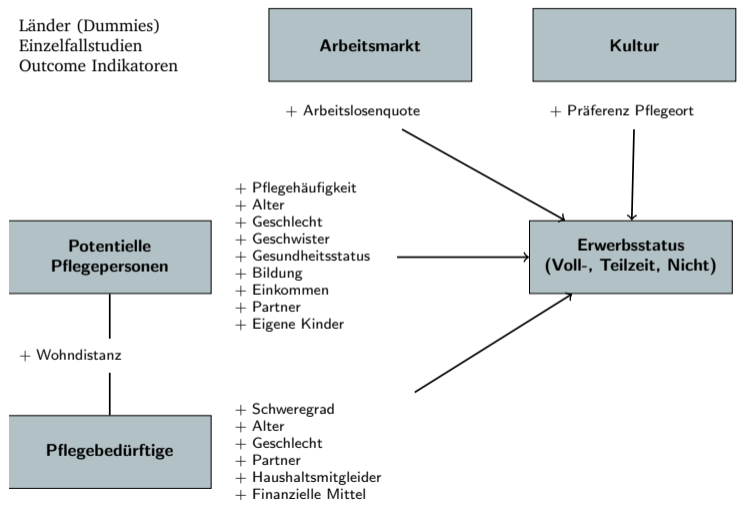 Länder (Dummies)
Einzelfallstudien
Outcome Indikatoren
Arbeitsmarkt
Kultur
+ Arbeitslosenquote
+ Präferenz Pflegeort
+ Pflegehäufigkeit
+ Alter
+ Geschlecht
+ Geschwister
+ Gesundheitsstatus
+ Bildung
+ Einkommen
+ Partner
+ Eigene Kinder
Potentielle
Pflegepersonen
Erwerbsstatus
(Voll-, Teilzeit, Nicht)
+ Wohndistanz
Pflegebedürftige
+ Schweregrad
+ Alter
+ Geschlecht
+ Partner
+ Haushaltsmitgleider
+ Finanzielle Mittel